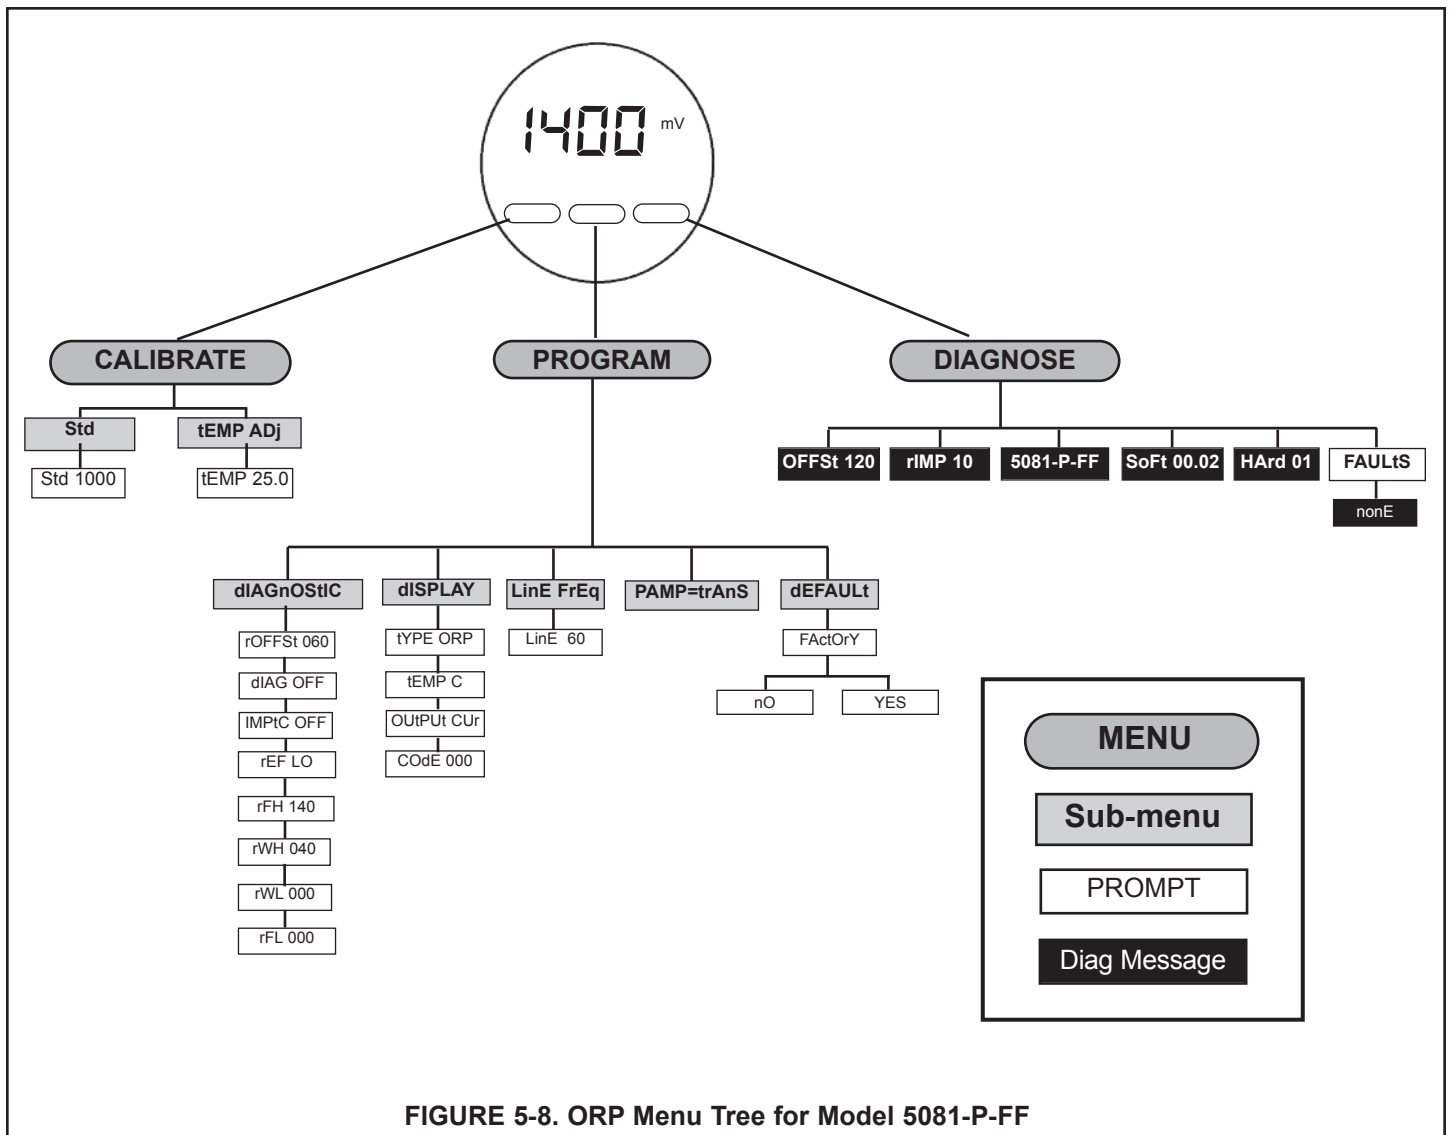 1400 mV
CALIBRATE
PROGRAM
DIAGNOSE
Std
tEMP ADj
Std 1000
tEMP 25.0
OFFSt 120
rIMP 10
5081-P-FF
SoFt 00.02
HArd 01
FAULtS
nonE
dIAGnOStIC
dISPLAY
LinE FrEq
PAMP=trAnS
dEFAULt
rOFFSt 060
dIAG OFF
IMPtC OFF
rEF LO
rFH 140
rWH 040
rWL 000
rFL 000
tYPE ORP
tEMP C
OUtPUt CUr
COdE 000
LinE 60
FActOrY
nO
YES
MENU
Sub-menu
PROMPT
Diag Message
FIGURE 5-8. ORP Menu Tree for Model 5081-P-FF